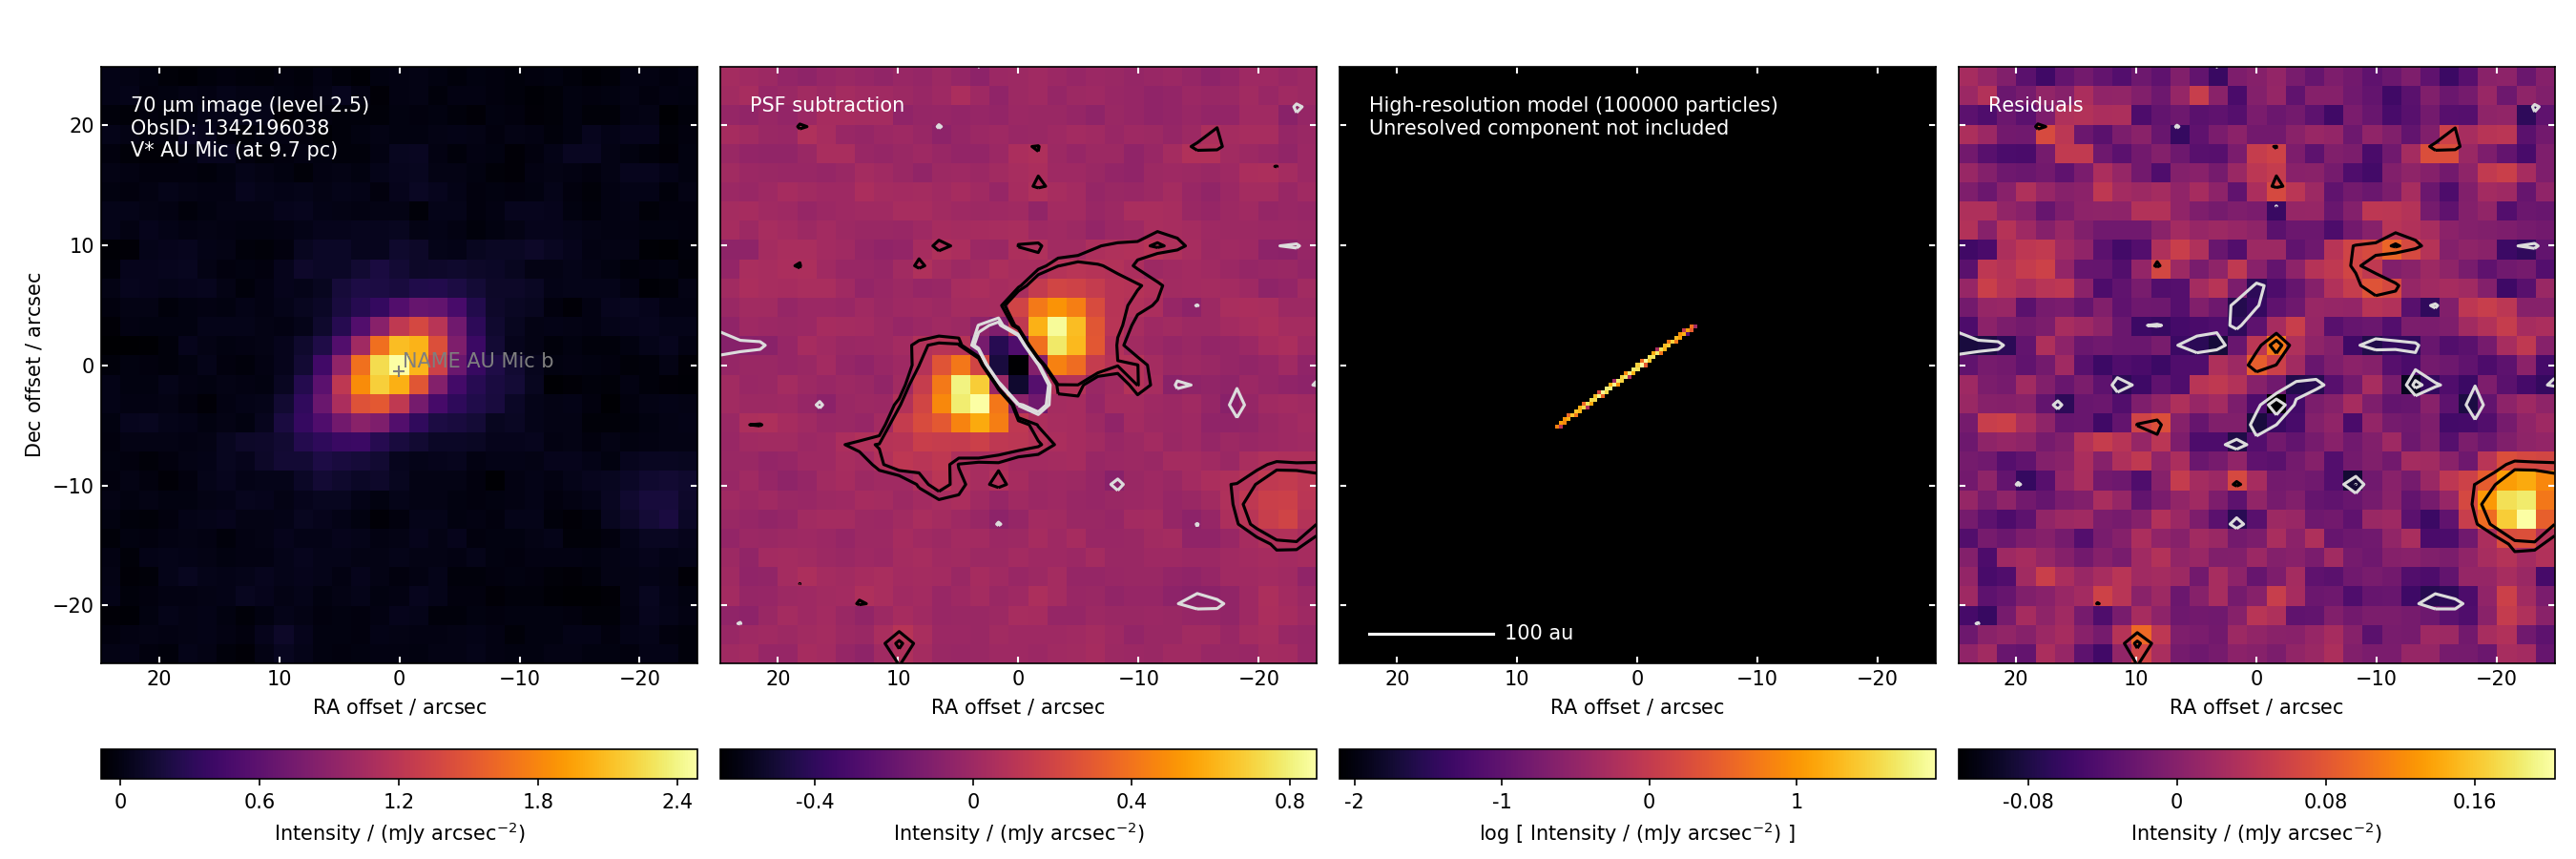 70 μm image (level 2.5)
ObsID: 1342196038
V* AU Mic (at 9.7 pc)
NAME AU Mic b
PSF subtraction
High-resolution model (100000 particles)
Unresolved component not included
100 au
Residuals
Dec offset / arcsec
20
10
0
−10
−20
20 10 0 −10 −20
20 10 0 −10 −20
20 10 0 −10 −20
20 10 0 −10 −20
RA offset / arcsec
RA offset / arcsec
RA offset / arcsec
RA offset / arcsec
0 0.6 1.2 1.8 2.4
-0.4 0 0.4 0.8
-2 -1 0 1
-0.08 0 0.08 0.16
Intensity / (mJy arcsec⁻²)
Intensity / (mJy arcsec⁻²)
log [ Intensity / (mJy arcsec⁻²) ]
Intensity / (mJy arcsec⁻²)